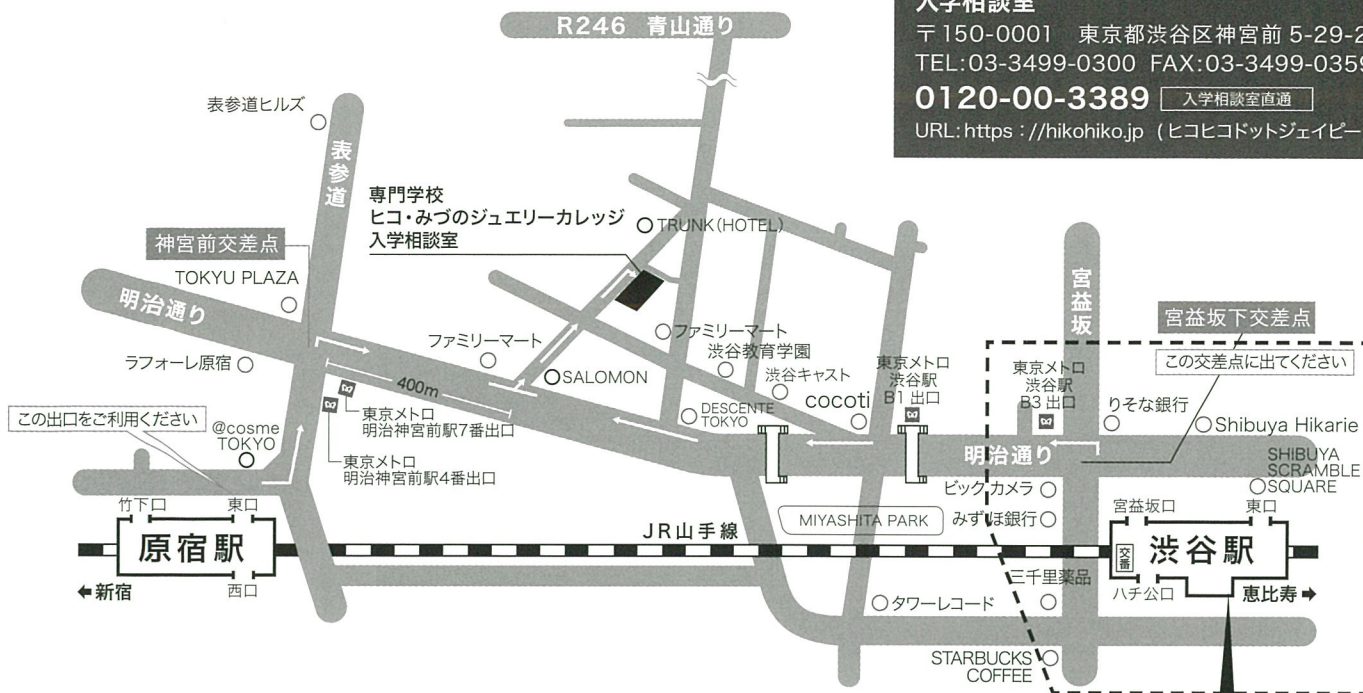 入学相談室
〒150-0001 東京都渋谷区神宮前 5-29-2
TEL:03-3499-0300 FAX:03-3499-0359
0120-00-3389 入学相談室直通
URL:https://hikohiko.jp (ヒコヒコドットジェイピー
R246 青山通り
表参道ヒルズ
表参道
専門学校
ヒコ・みづのジュエリーカレッジ
入学相談室
TRUNK(HOTEL)
神宮前交差点
TOKYU PLAZA
明治通り
ラフォーレ原宿
ファミリーマート
400m
SALOMON
ファミリーマート
渋谷教育学園
渋谷キャスト
DESCENTE
TOKYO
cocoti
東京メトロ
渋谷駅
B1 出口
宮益坂
東京メトロ
渋谷駅
B3 出口
宮益坂下交差点
この交差点に出てください
りそな銀行
Shibuya Hikarie
SHIBUYA
SCRAMBLE
SQUARE
明治通り
この出口をご利用ください
@cosme
TOKYO
東京メトロ
明治神宮前駅7番出口
東京メトロ
明治神宮前駅4番出口
ビックカメラ
みずほ銀行
MIYASHITA PARK
竹下口
東口
原宿駅
西口
←新宿
JR山手線
宮益坂口
東口
交番
渋谷駅
ハチ公口
恵比寿→
三千里薬品
タワーレコード
STARBUCKS
COFFEE